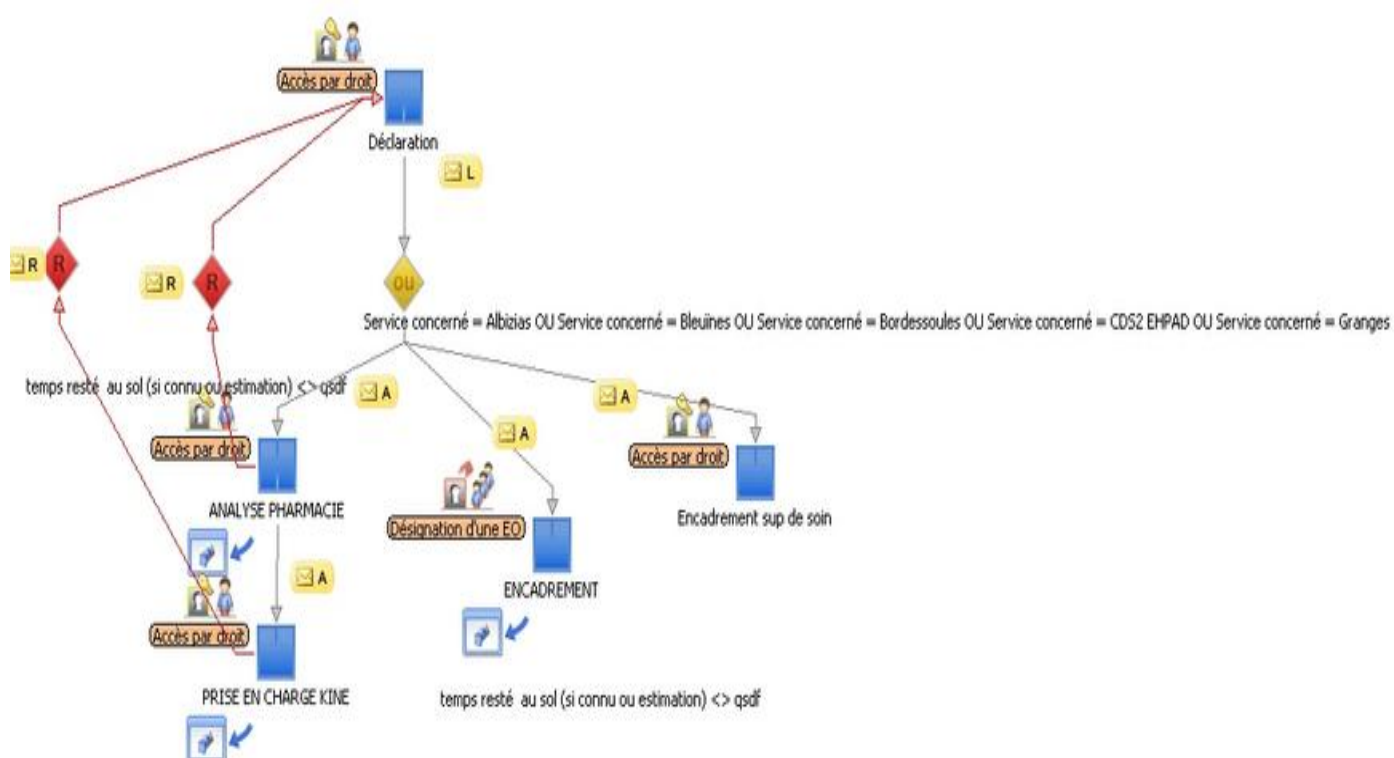 Accès par droit
Déclaration
L
R
R
R
R
OU
Service concerné = Albizias OU Service concerné = Bleuïnes OU Service concerné = Bordessoules OU Service concerné = CDS2 EHPAD OU Service concerné = Granges
temps resté au sol (si connu ou estimation) <> qsdf
A
A
A
Accès par droit
Accès par droit
ANALYSE PHARMACIE
Désignation d'une EO
Encadrement sup de soin
A
ENCADREMENT
Accès par droit
PRISE EN CHARGE KINE
temps resté au sol (si connu ou estimation) <> qsdf